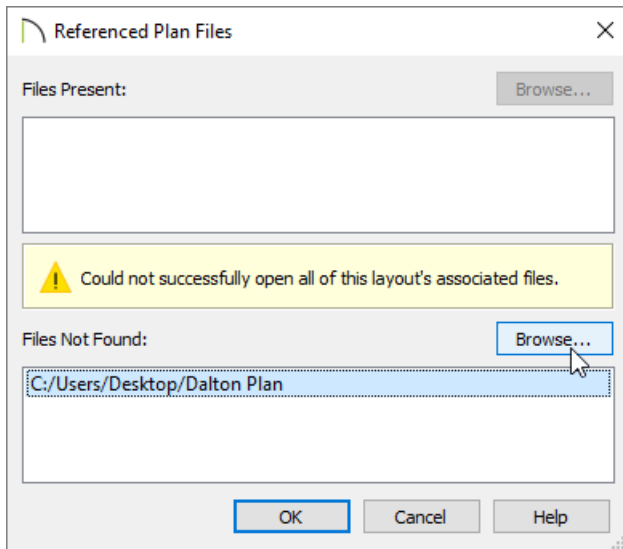 Referenced Plan Files
Files Present:
Browse...
Could not successfully open all of this layout's associated files.
Files Not Found:
Browse...
C:/Users/Desktop/Dalton Plan
OK
Cancel
Help